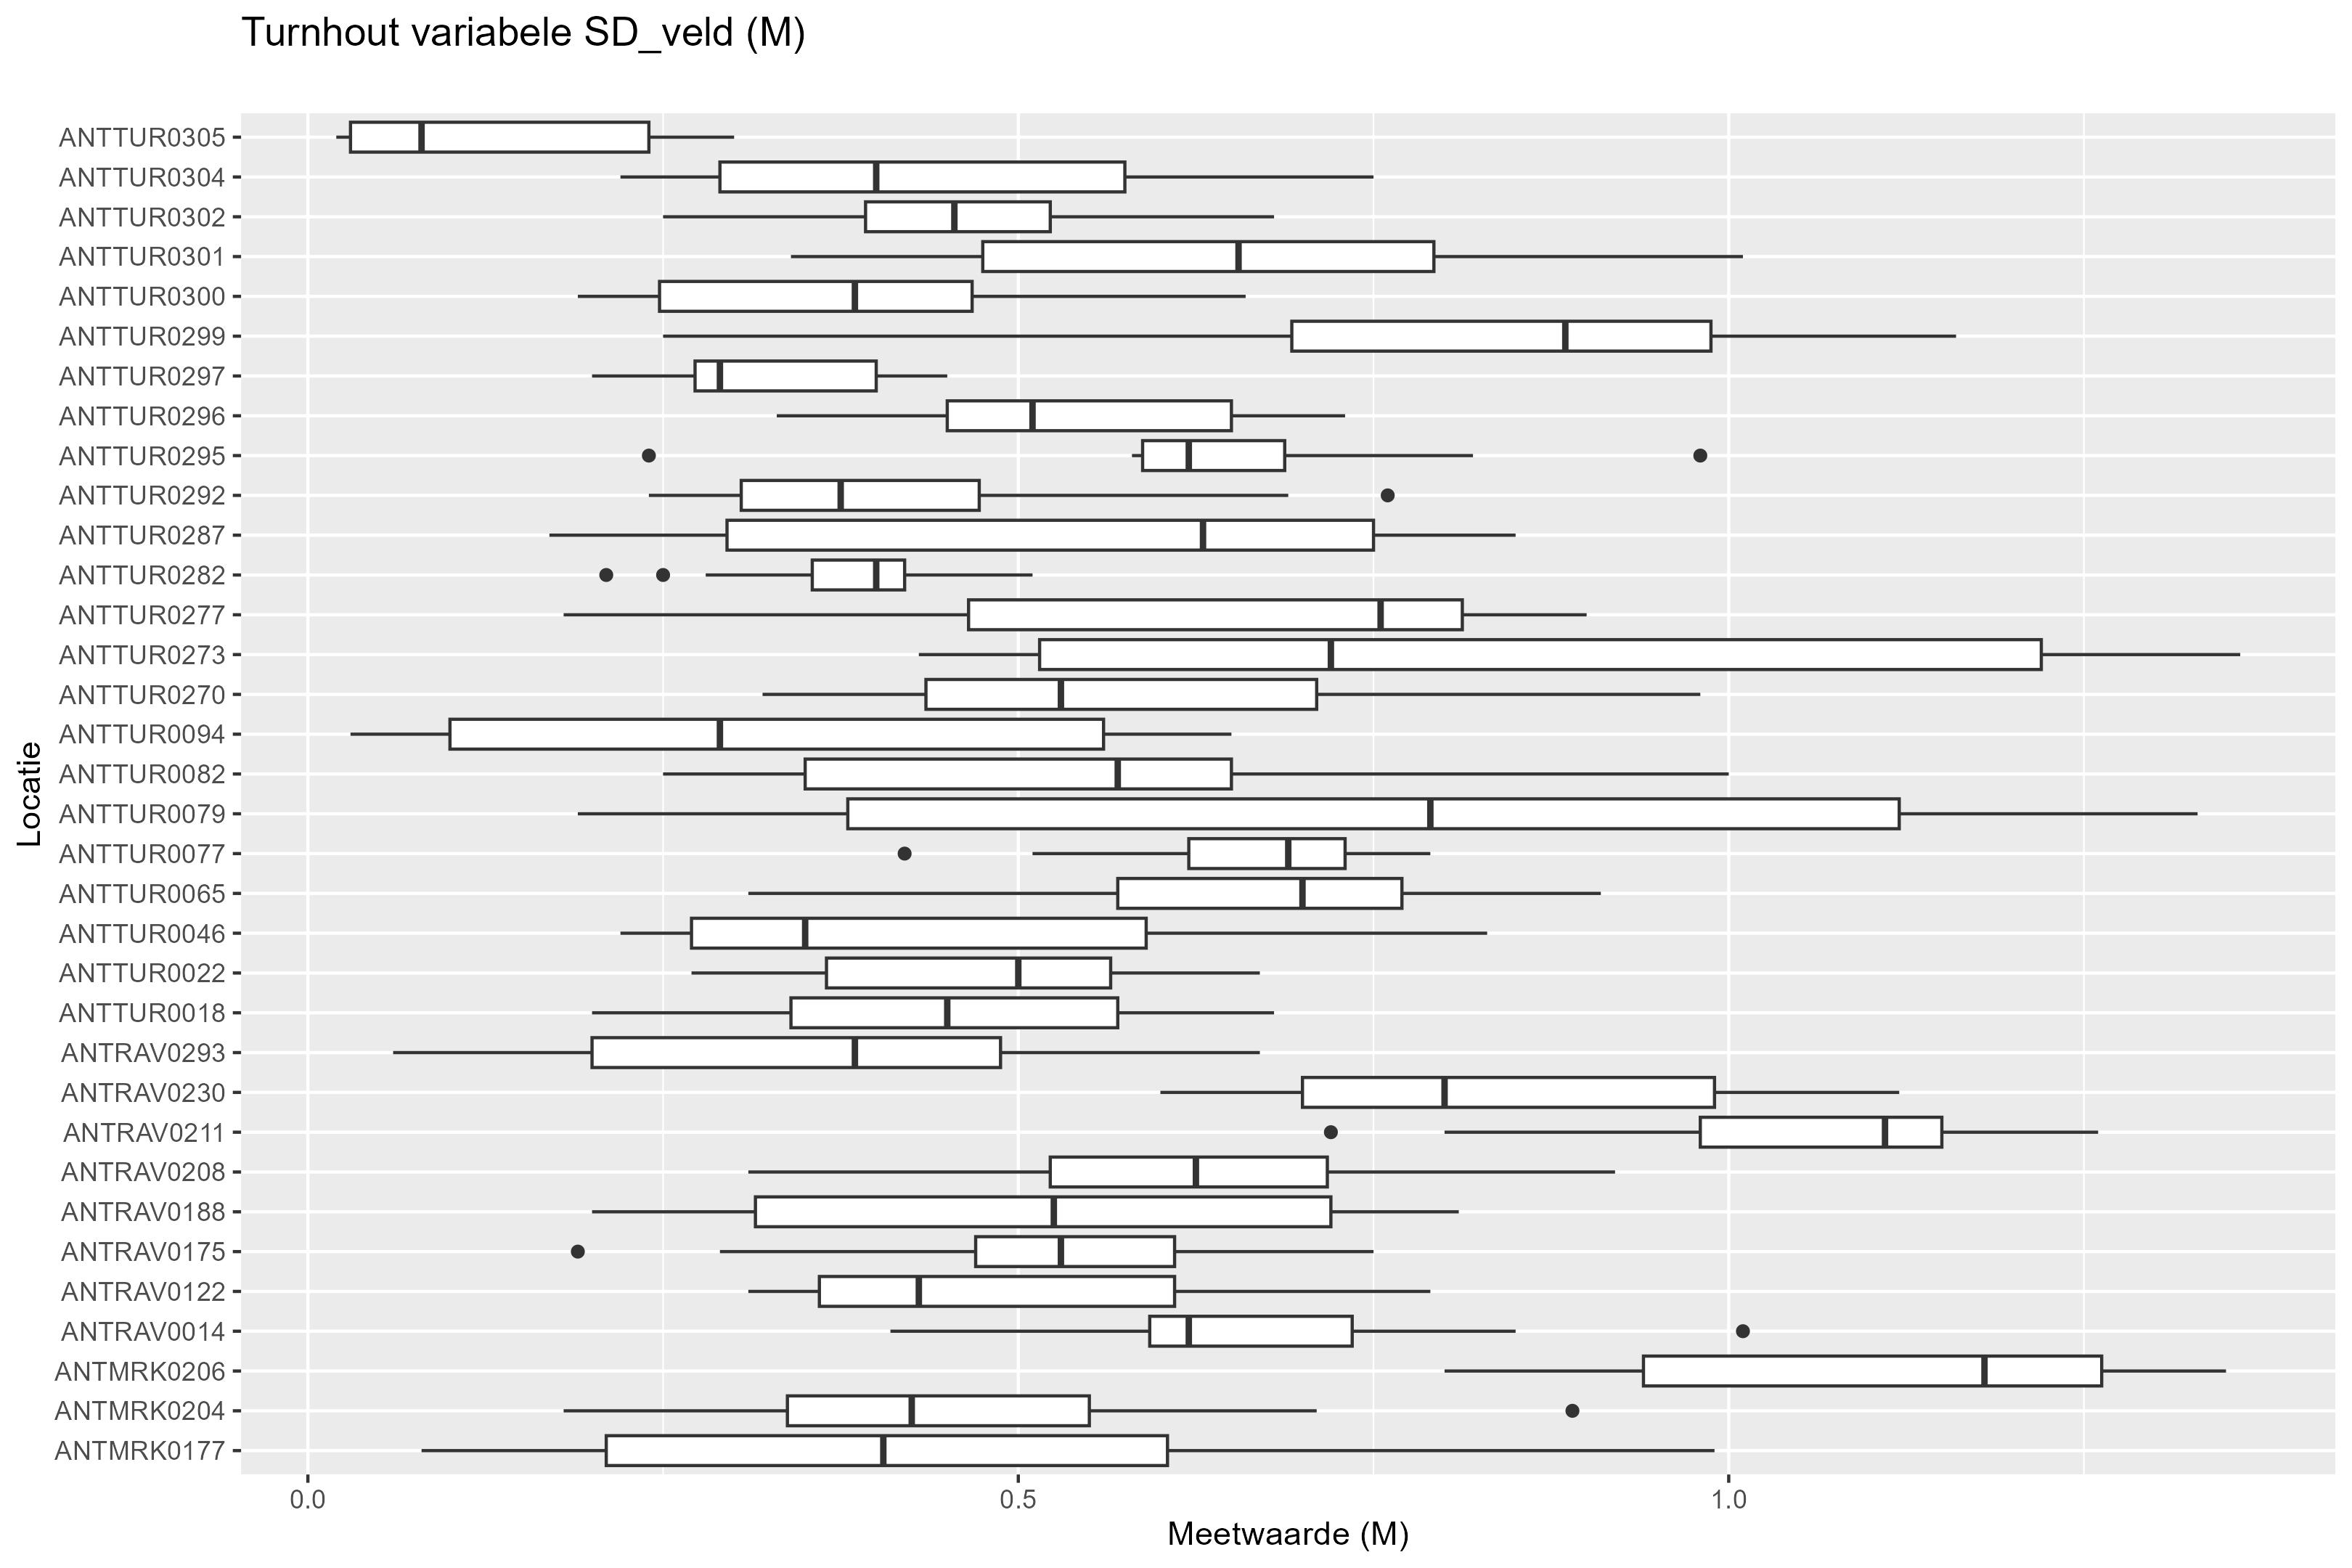 Turnhout variabele SD_veld (M)
Locatie
ANTTUR0305
ANTTUR0304
ANTTUR0302
ANTTUR0301
ANTTUR0300
ANTTUR0299
ANTTUR0297
ANTTUR0296
ANTTUR0295
ANTTUR0292
ANTTUR0287
ANTTUR0282
ANTTUR0277
ANTTUR0273
ANTTUR0270
ANTTUR0094
ANTTUR0082
ANTTUR0079
ANTTUR0077
ANTTUR0065
ANTTUR0046
ANTTUR0022
ANTTUR0018
ANTRAV0293
ANTRAV0230
ANTRAV0211
ANTRAV0208
ANTRAV0188
ANTRAV0175
ANTRAV0122
ANTRAV0014
ANTMRK0206
ANTMRK0204
ANTMRK0177
0.0 0.5 1.0
Meetwaarde (M)